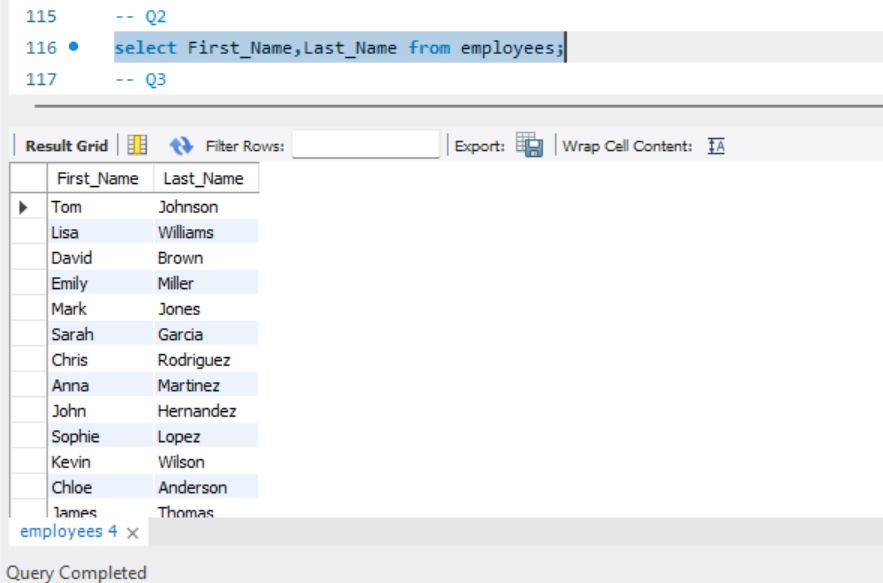 115 -- Q2
116 select First_Name,Last_Name from employees;
117 -- Q3
Result Grid Filter Rows: Export: Wrap Cell Content: IA
First_Name Last_Name
Tom Johnson
Lisa Williams
David Brown
Emily Miller
Mark Jones
Sarah Garcia
Chris Rodriguez
Anna Martinez
John Hernandez
Sophie Lopez
Kevin Wilson
Chloe Anderson
James Thomas
employees 4
Query Completed